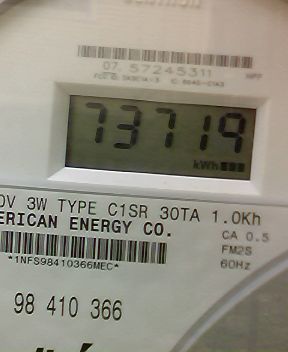 07. 57245311
73719
kWh
0V 3W TYPE C1SR 30TA 1.0Kh
ERICAN ENERGY CO.
CA 0.5
FM2S
*1NFS98410366MEC*
60Hz
98 410 366